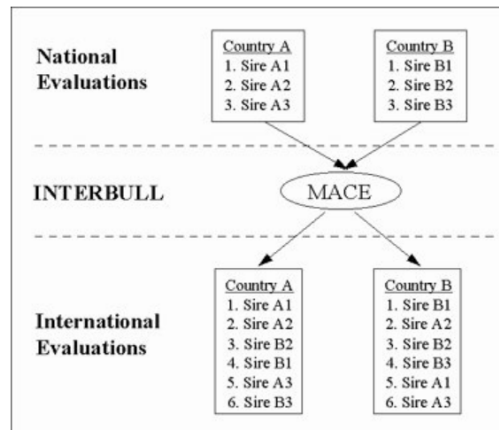 National
Evaluations
Country A
1. Sire A1
2. Sire A2
3. Sire A3
Country B
1. Sire B1
2. Sire B2
3. Sire B3
INTERBULL
MACE
International
Evaluations
Country A
1. Sire A1
2. Sire A2
3. Sire B2
4. Sire B1
5. Sire A3
6. Sire B3
Country B
1. Sire B1
2. Sire A2
3. Sire B2
4. Sire B3
5. Sire A1
6. Sire A3